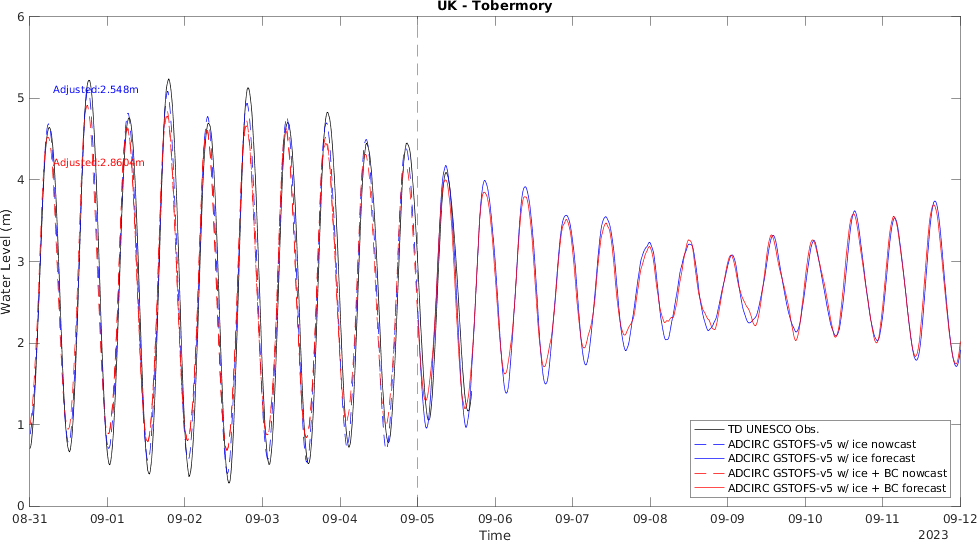 UK - Tobermory
6
5
4
3
2
1
0
Water Level (m)
Adjusted:2.548m
Adjusted:2.8604m
TD UNESCO Obs.
ADCIRC GSTOFS-v5 w/ ice nowcast
ADCIRC GSTOFS-v5 w/ ice forecast
ADCIRC GSTOFS-v5 w/ ice + BC nowcast
ADCIRC GSTOFS-v5 w/ ice + BC forecast
08-31 09-01 09-02 09-03 09-04 09-05 09-06 09-07 09-08 09-09 09-10 09-11 09-12
Time
2023